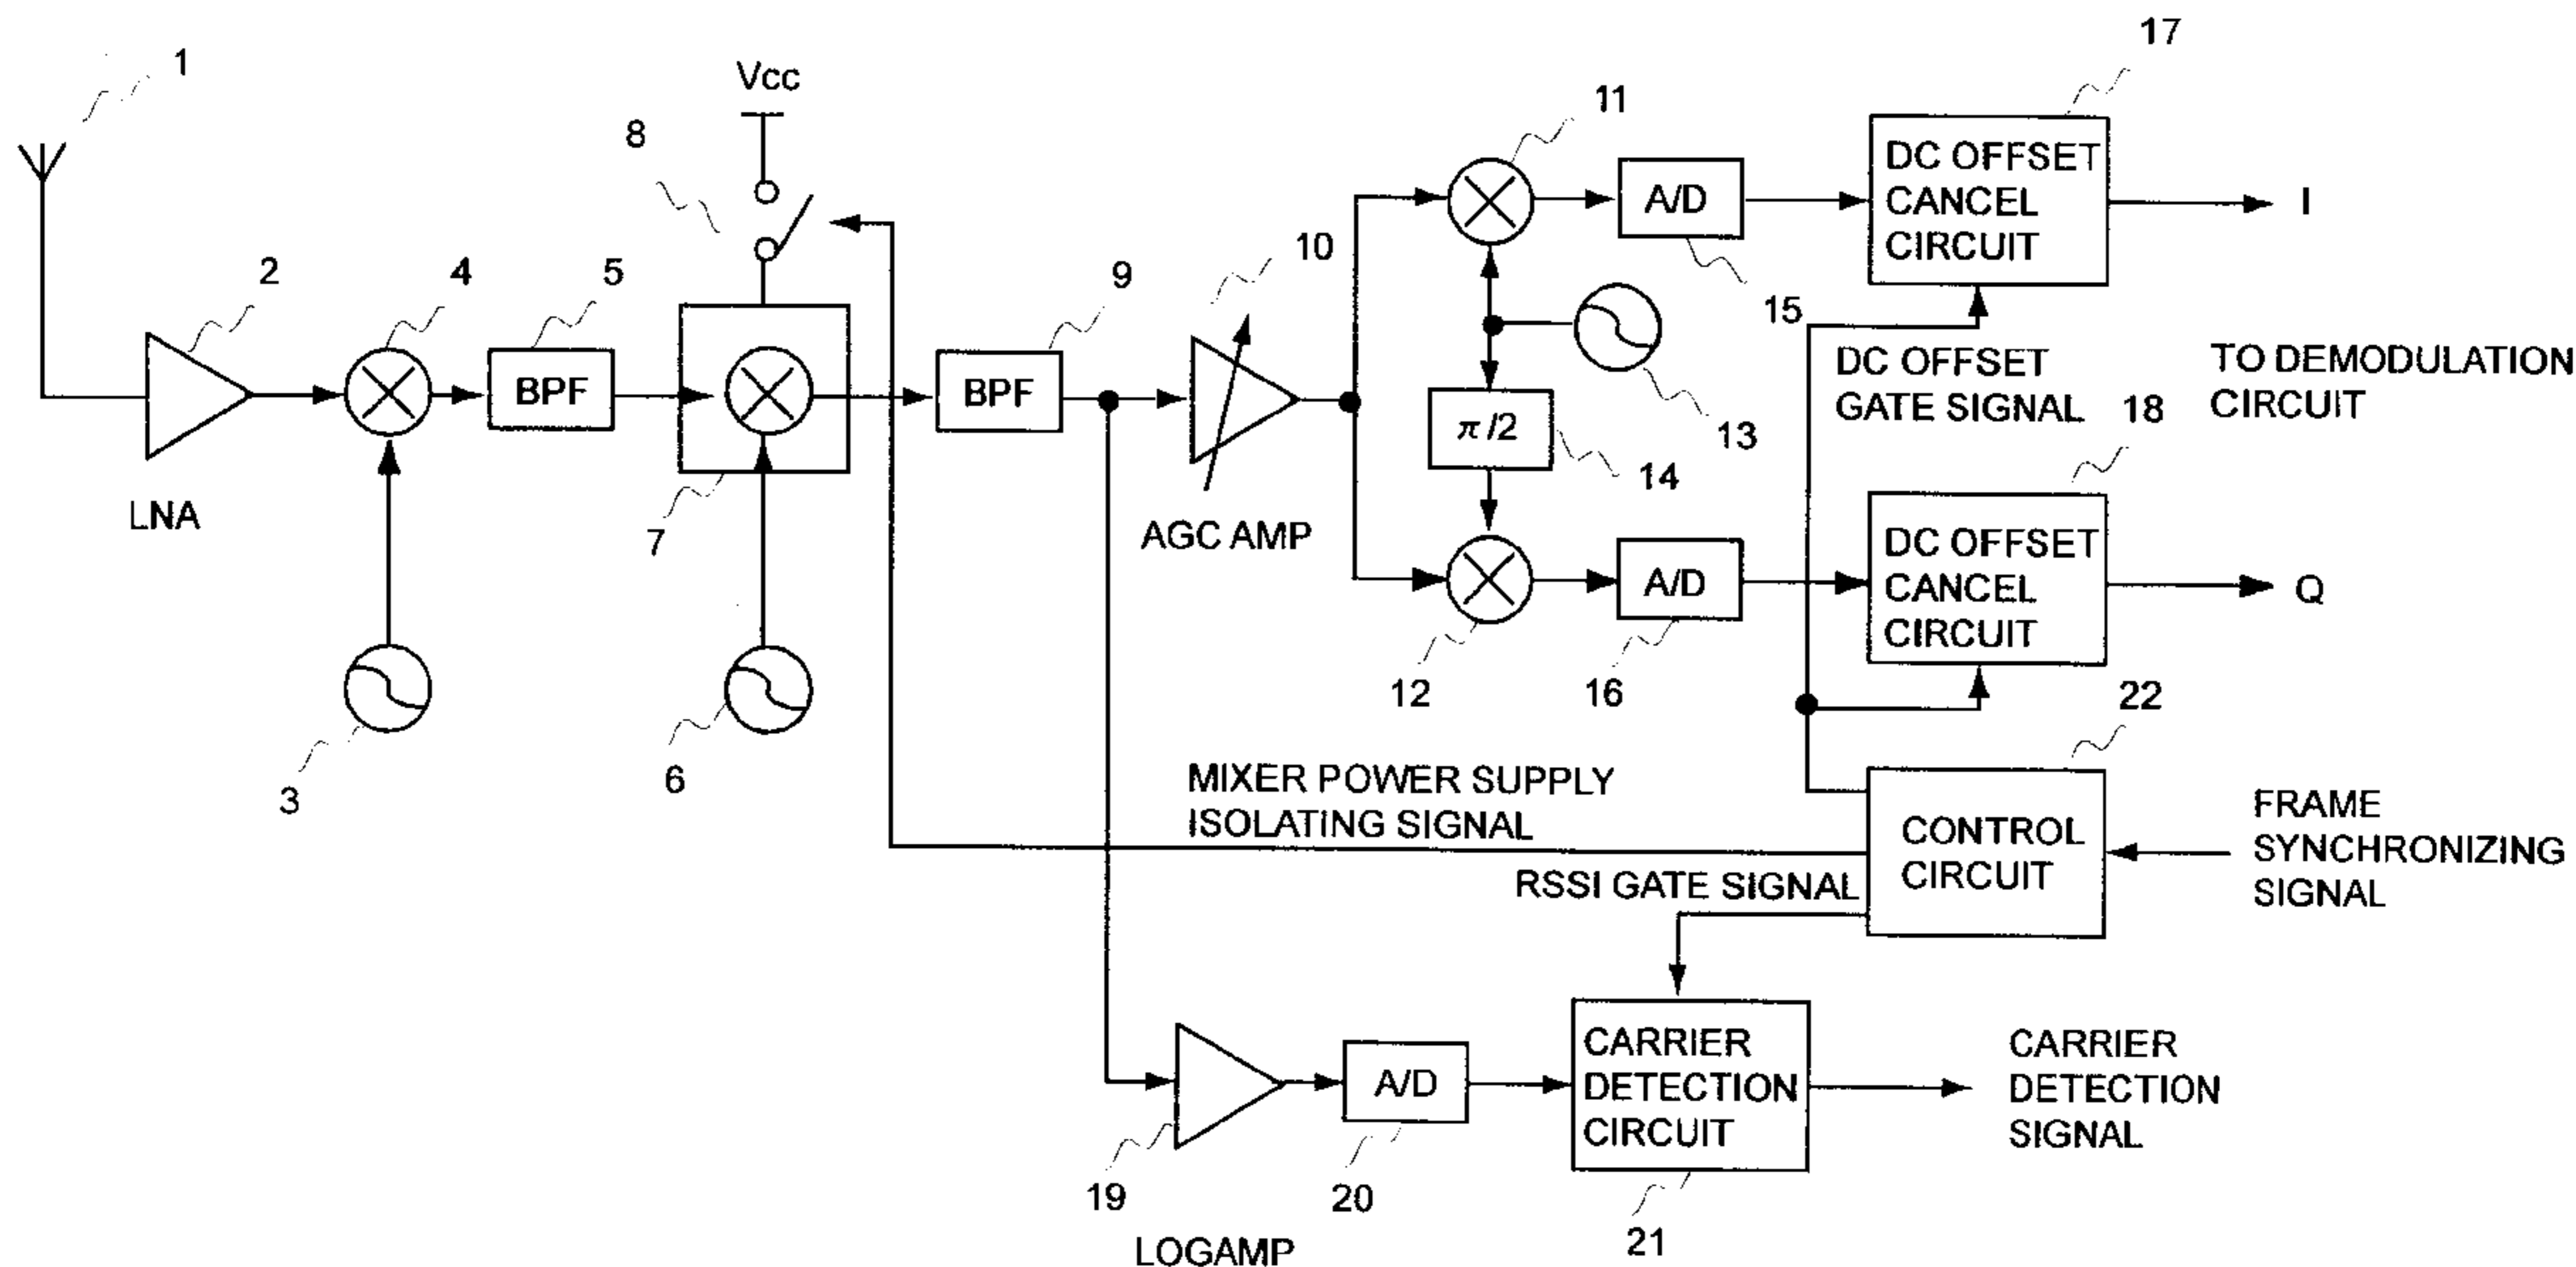 1
17
Vcc
11
8
DC OFFSET
CANCEL
CIRCUIT
A/D
I
10
2
4
5
9
15
DC OFFSET
GATE SIGNAL
TO DEMODULATION
CIRCUIT
BPF
BPF
π/2
13
18
14
LNA
7
AGC AMP
DC OFFSET
CANCEL
CIRCUIT
A/D
Q
12
16
22
3
6
MIXER POWER SUPPLY
ISOLATING SIGNAL
CONTROL
CIRCUIT
FRAME
SYNCHRONIZING
SIGNAL
RSSI GATE SIGNAL
A/D
CARRIER
DETECTION
CIRCUIT
CARRIER
DETECTION
SIGNAL
19
20
21
LOGAMP